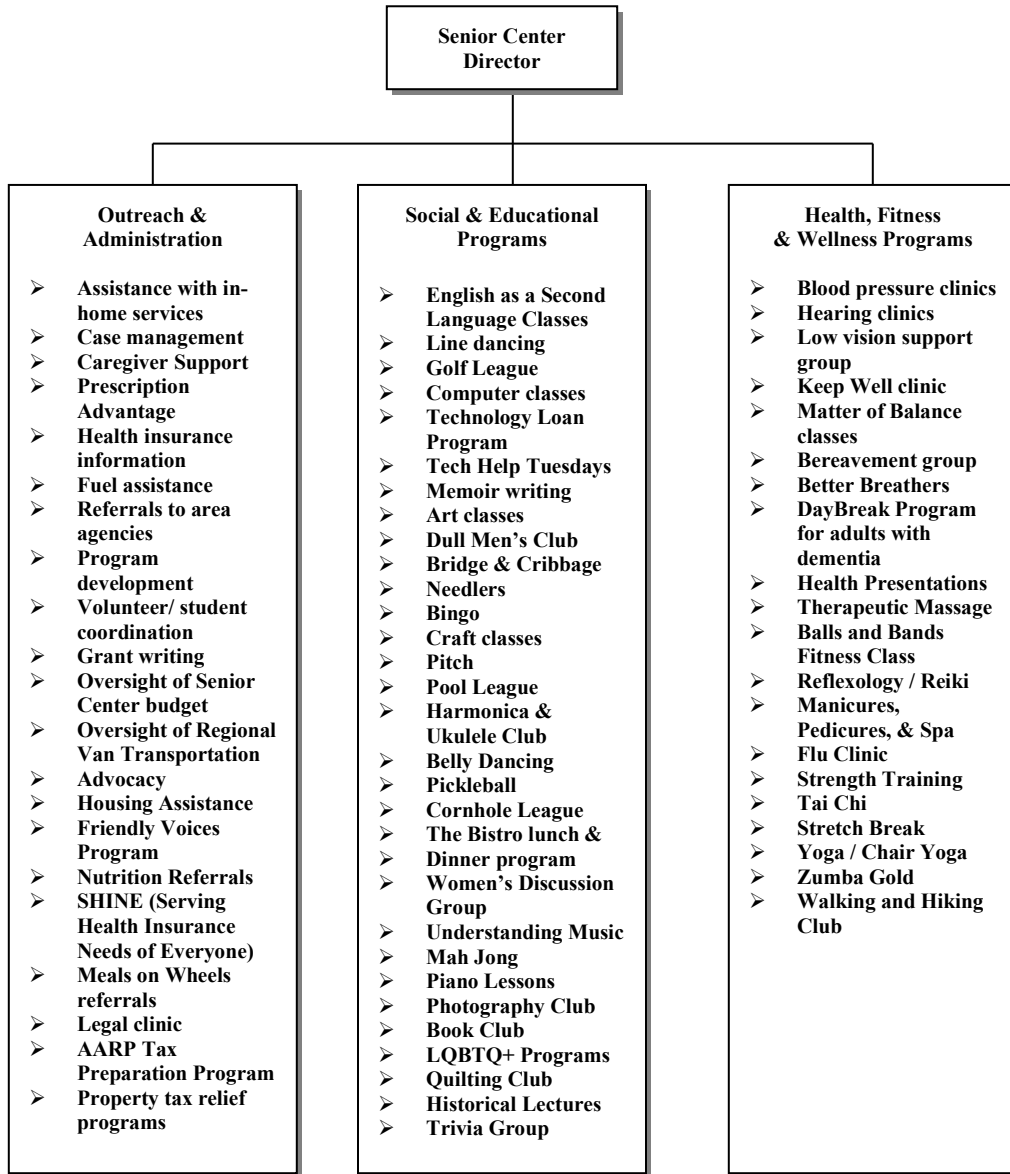 Senior Center
Director
Outreach &
Administration
➢ Assistance with in-
home services
➢ Case management
➢ Caregiver Support
➢ Prescription
Advantage
➢ Health insurance
information
➢ Fuel assistance
➢ Referrals to area
agencies
➢ Program
development
➢ Volunteer/ student
coordination
➢ Grant writing
➢ Oversight of Senior
Center budget
➢ Oversight of Regional
Van Transportation
➢ Advocacy
➢ Housing Assistance
➢ Friendly Voices
Program
➢ Nutrition Referrals
➢ SHINE (Serving
Health Insurance
Needs of Everyone)
➢ Meals on Wheels
referrals
➢ Legal clinic
➢ AARP Tax
Preparation Program
➢ Property tax relief
programs
Social & Educational
Programs
➢ English as a Second
Language Classes
➢ Line dancing
➢ Golf League
➢ Computer classes
➢ Technology Loan
Program
➢ Tech Help Tuesdays
➢ Memoir writing
➢ Art classes
➢ Dull Men’s Club
➢ Bridge & Cribbage
➢ Needlers
➢ Bingo
➢ Craft classes
➢ Pitch
➢ Pool League
➢ Harmonica &
Ukulele Club
➢ Belly Dancing
➢ Pickleball
➢ Cornhole League
➢ The Bistro lunch &
➢ Dinner program
➢ Women’s Discussion
Group
➢ Understanding Music
➢ Mah Jong
➢ Piano Lessons
➢ Photography Club
➢ Book Club
➢ LQBTQ+ Programs
➢ Quilting Club
➢ Historical Lectures
➢ Trivia Group
Health, Fitness
& Wellness Programs
➢ Blood pressure clinics
➢ Hearing clinics
➢ Low vision support
group
➢ Keep Well clinic
➢ Matter of Balance
classes
➢ Bereavement group
➢ Better Breathers
➢ DayBreak Program
for adults with
dementia
➢ Health Presentations
➢ Therapeutic Massage
➢ Balls and Bands
Fitness Class
➢ Reflexology / Reiki
➢ Manicures,
Pedicures, & Spa
➢ Flu Clinic
➢ Strength Training
➢ Tai Chi
➢ Stretch Break
➢ Yoga / Chair Yoga
➢ Zumba Gold
➢ Walking and Hiking
Club